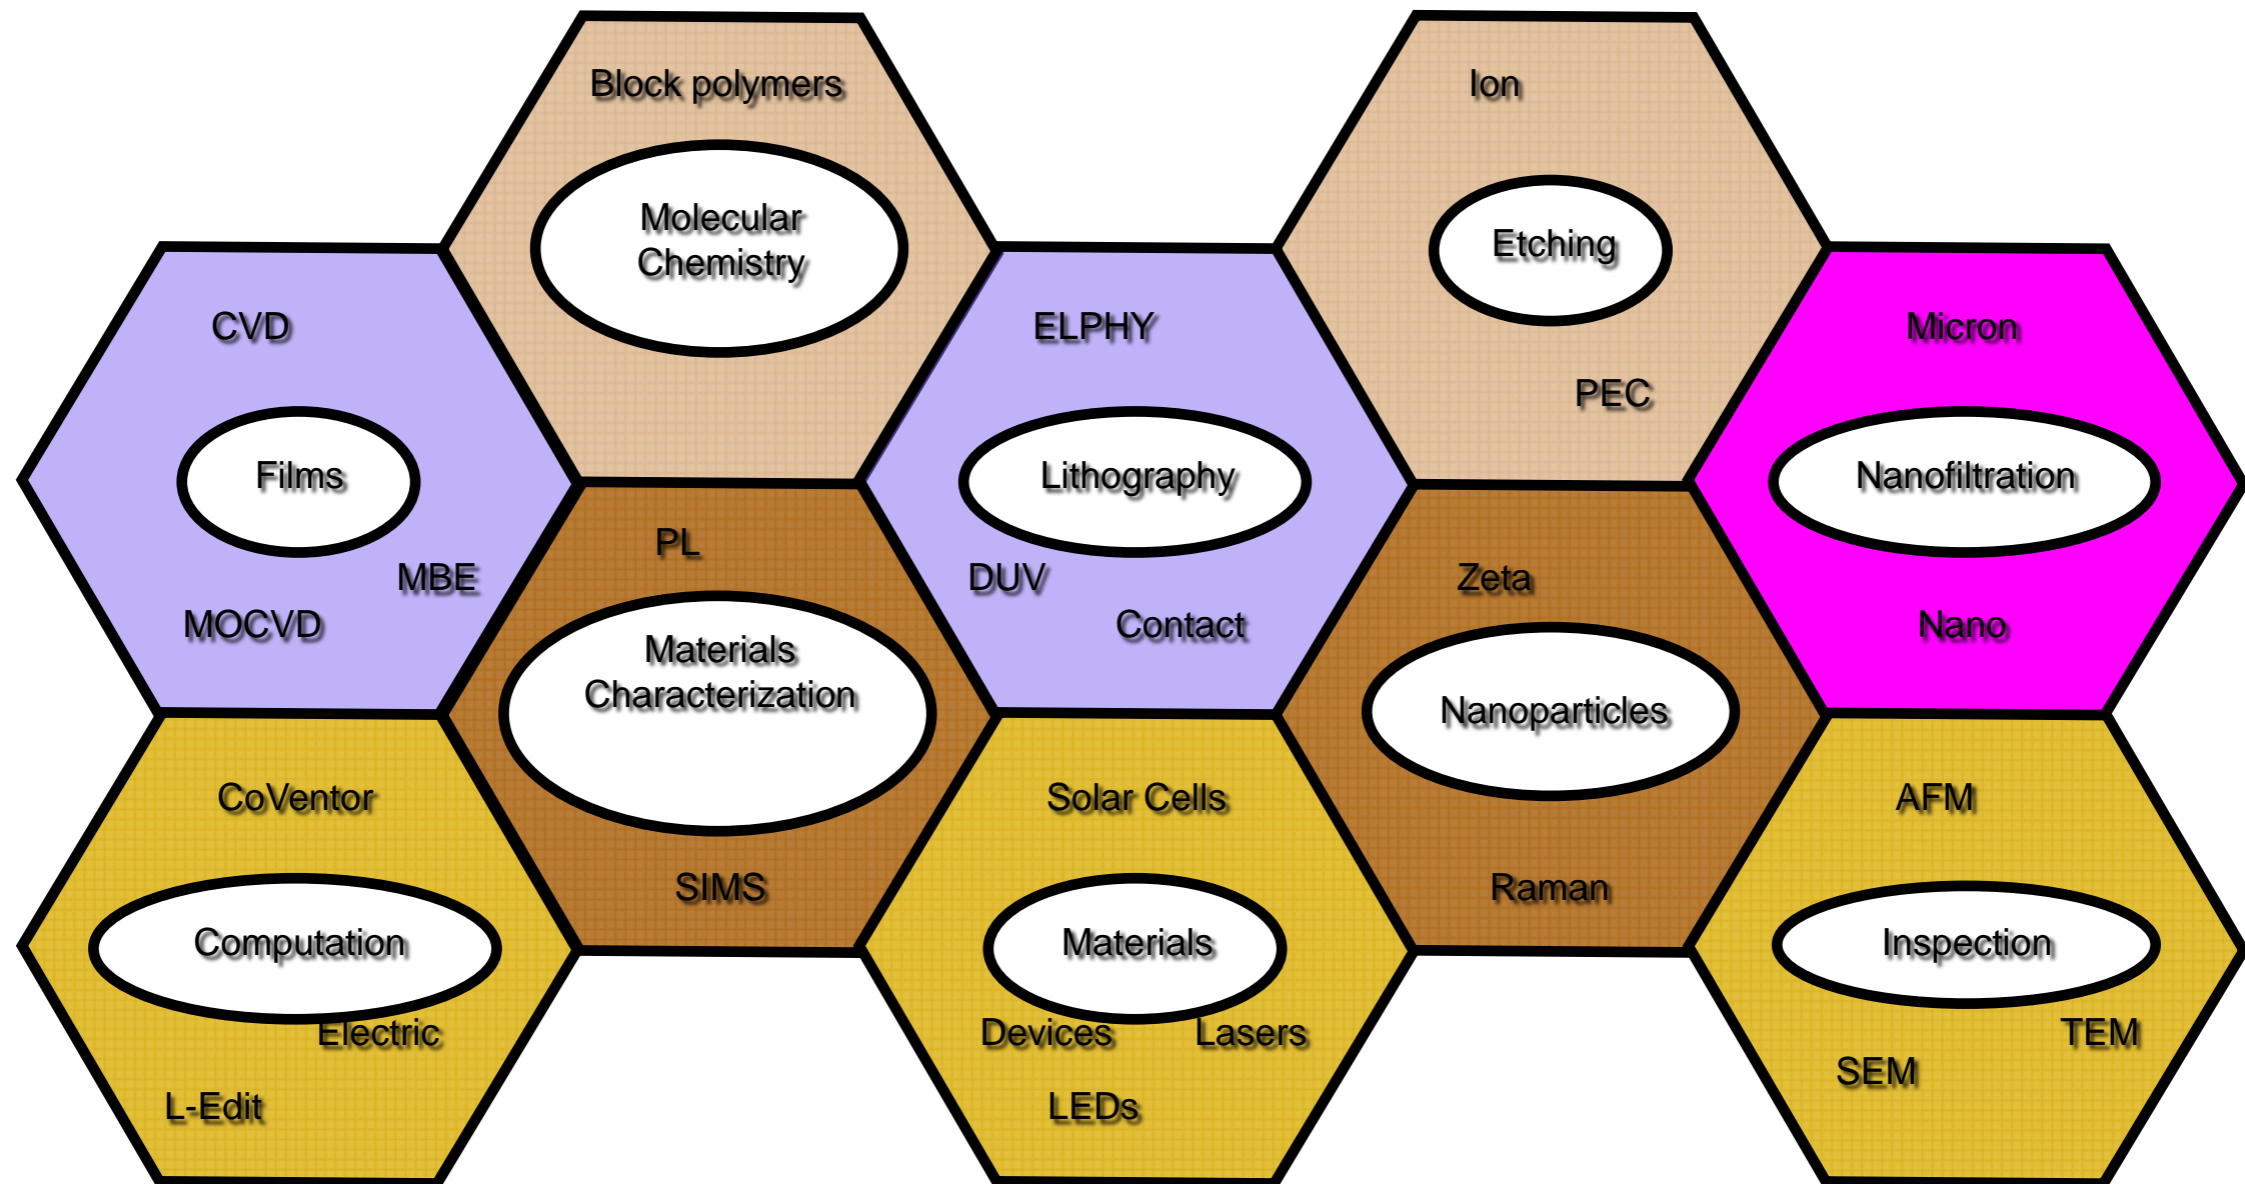 Block polymers
Molecular
Chemistry
Ion
Etching
PEC
CVD
Films
MBE
MOCVD
ELPHY
Lithography
DUV
Contact
Micron
Nanofiltration
Nano
PL
Materials
Characterization
SIMS
Zeta
Nanoparticles
Raman
CoVentor
Computation
Electric
L-Edit
Solar Cells
Materials
Devices
Lasers
LEDs
AFM
Inspection
TEM
SEM